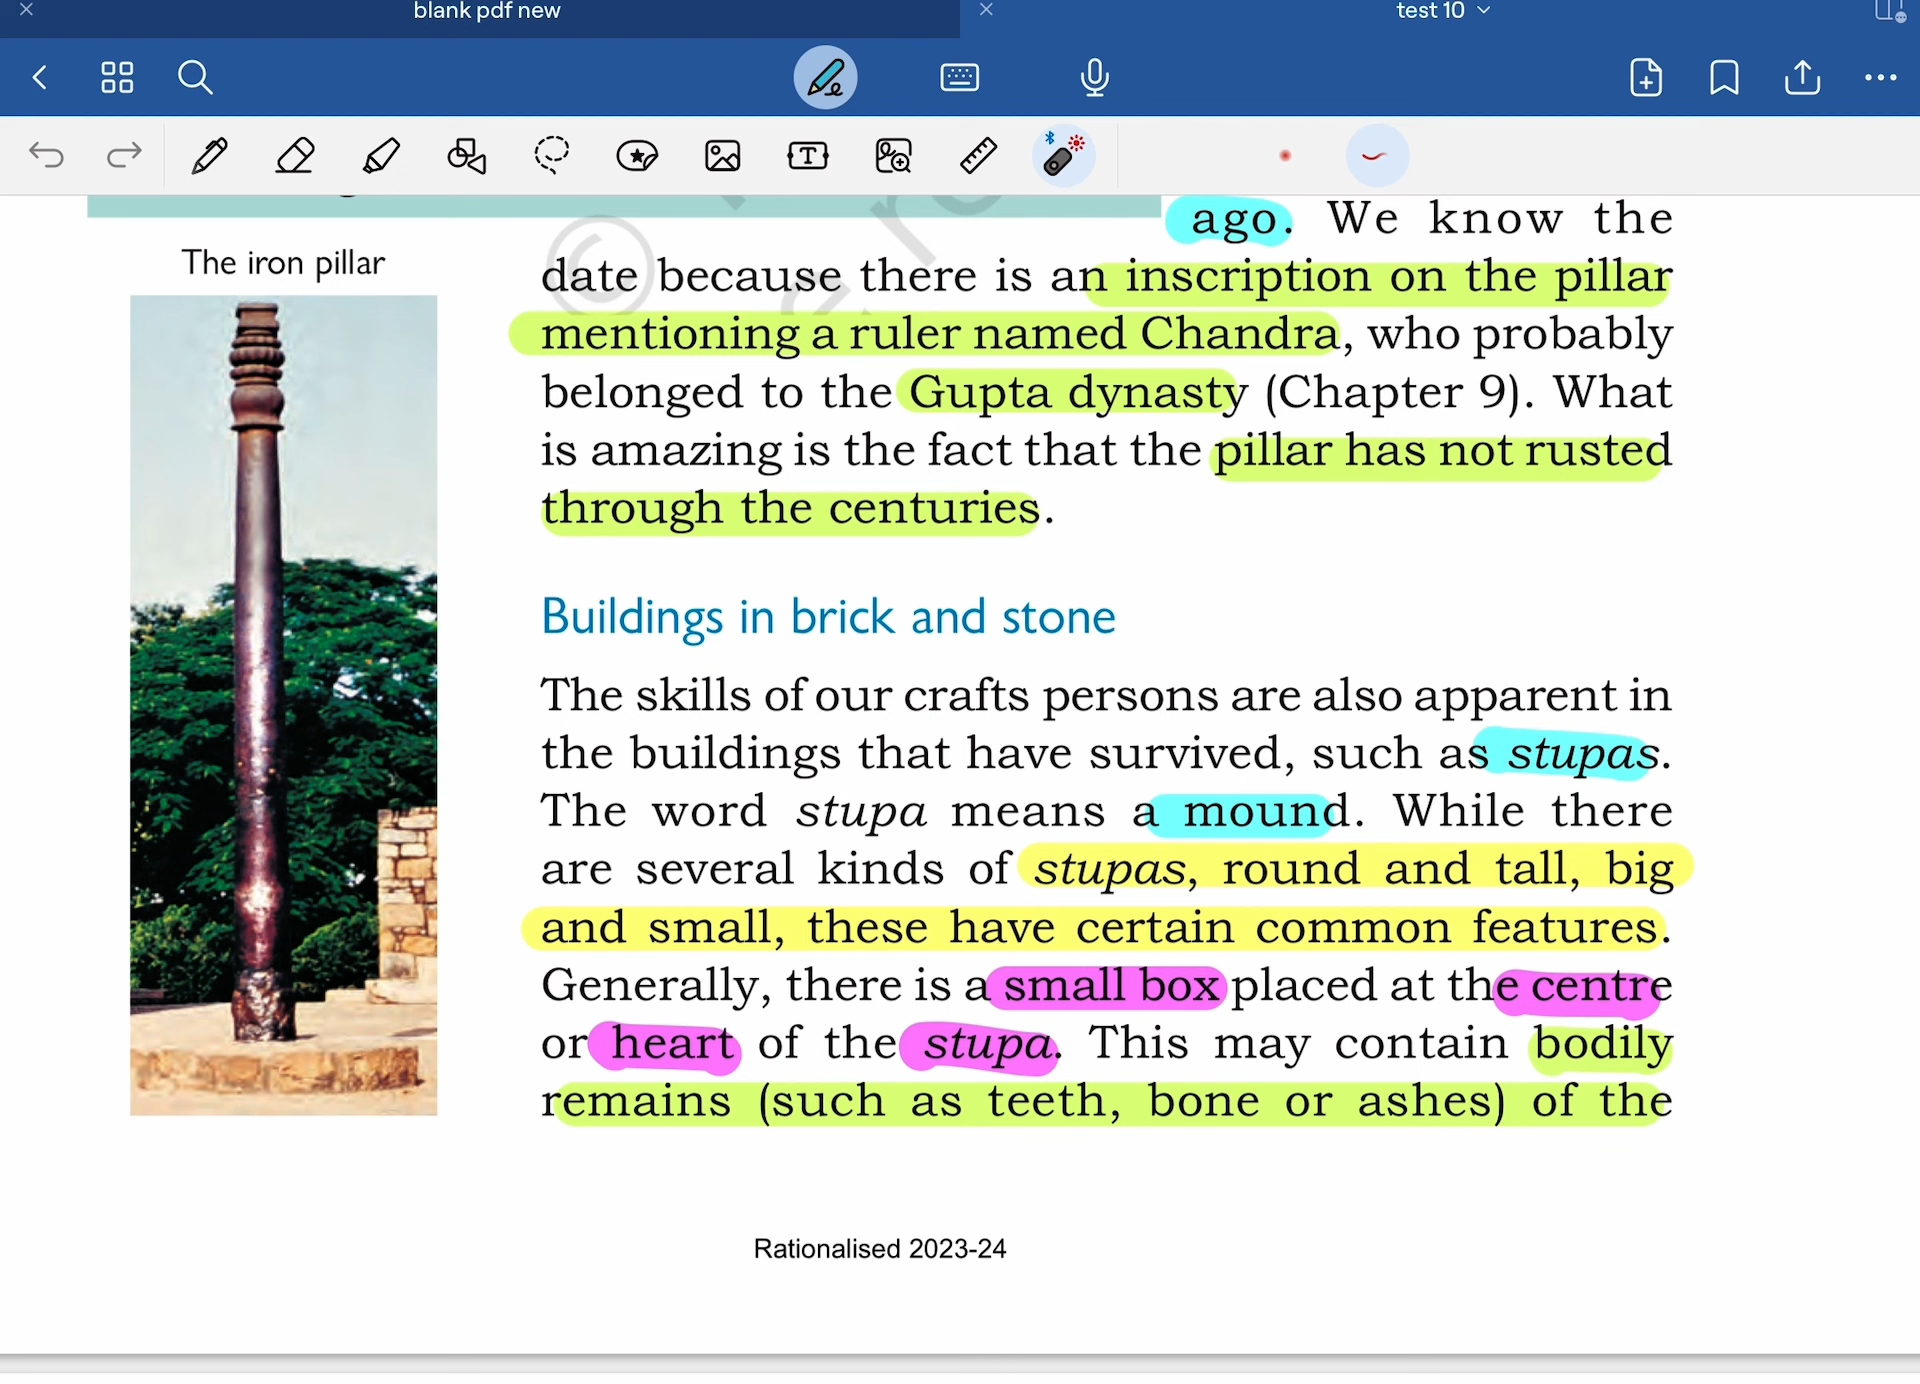 blank pdf new
test 10
ago. We know the
The iron pillar
date because there is an inscription on the pillar
mentioning a ruler named Chandra, who probably
belonged to the Gupta dynasty (Chapter 9). What
is amazing is the fact that the pillar has not rusted
through the centuries.
Buildings in brick and stone
The skills of our crafts persons are also apparent in
the buildings that have survived, such as stupas.
The word stupa means a mound. While there
are several kinds of stupas, round and tall, big
and small, these have certain common features.
Generally, there is a small box placed at the centre
or heart of the stupa. This may contain bodily
remains (such as teeth, bone or ashes) of the
Rationalised 2023-24